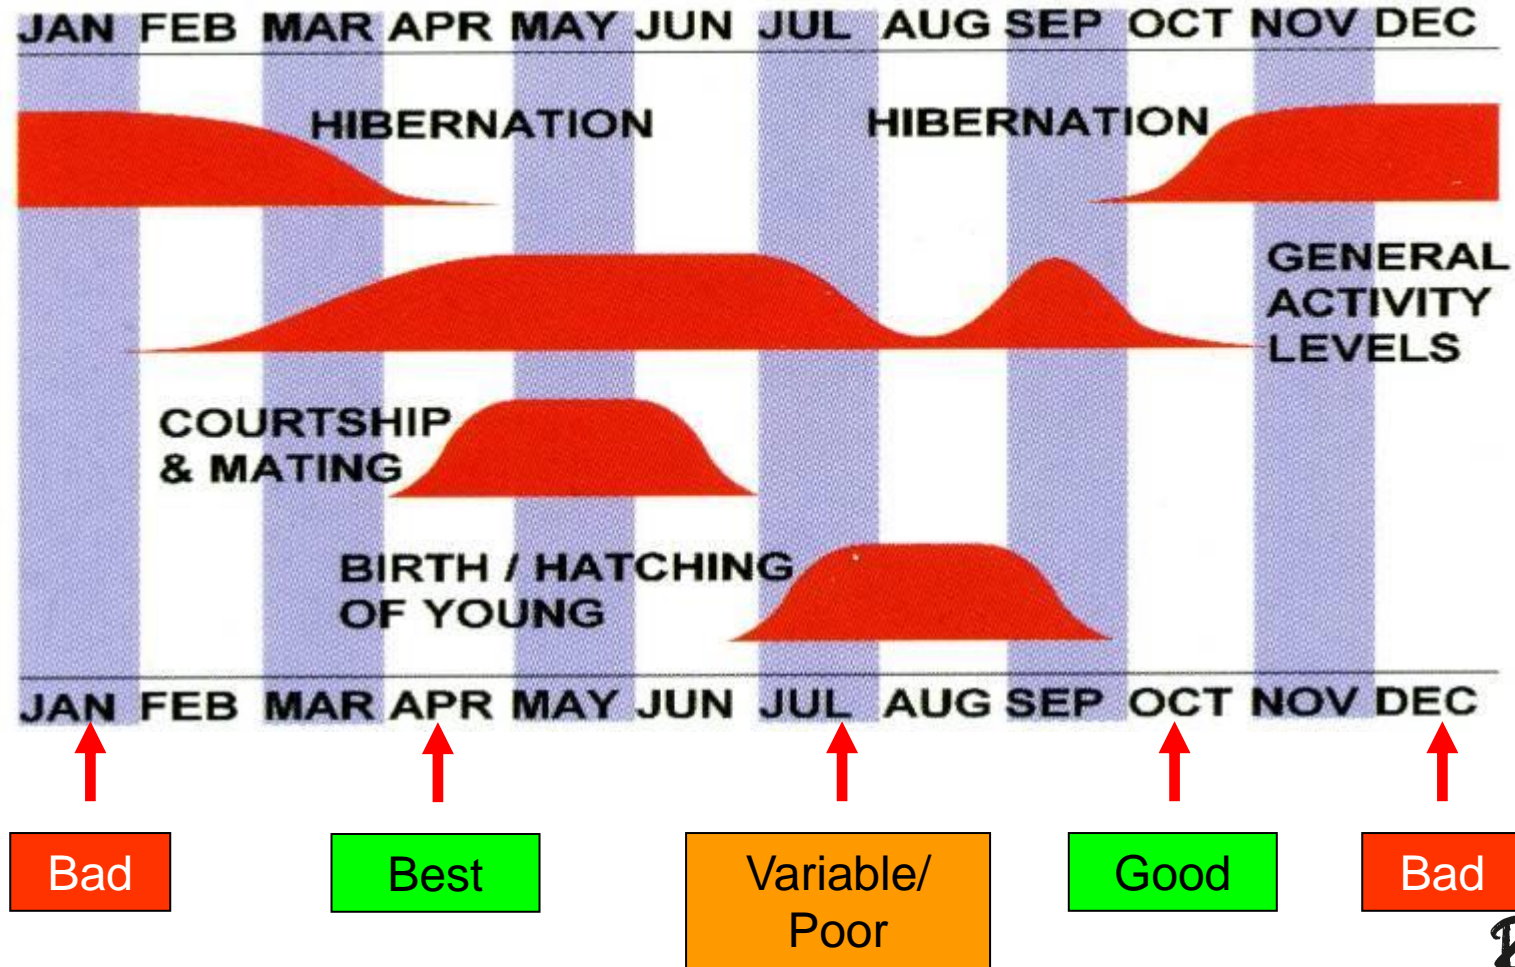 JAN FEB MAR APR MAY JUN JUL AUG SEP OCT NOV DEC
HIBERNATION HIBERNATION
GENERAL
ACTIVITY
LEVELS
COURTSHIP
& MATING
BIRTH / HATCHING
OF YOUNG
JAN FEB MAR APR MAY JUN JUL AUG SEP OCT NOV DEC
Bad Best Variable/ Good Bad
Poor